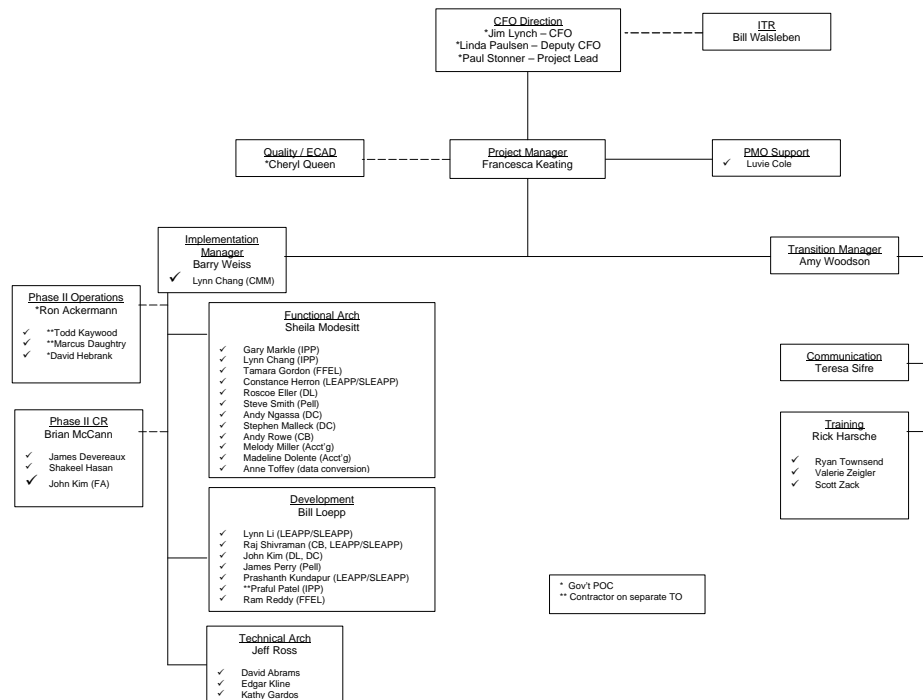 CFO Direction
*Jim Lynch – CFO
*Linda Paulsen – Deputy CFO
*Paul Stonner – Project Lead
ITR
Bill Walsleben
Quality / ECAD
*Cheryl Queen
Project Manager
Francesca Keating
PMO Support
✓ Luvie Cole
Implementation
Manager
Barry Weiss
✓ Lynn Chang (CMM)
Transition Manager
Amy Woodson
Phase II Operations
*Ron Ackermann
✓ **Todd Kaywood
✓ **Marcus Daughtry
✓ *David Hebrank
Functional Arch
Sheila Modesitt
✓ Gary Markle (IPP)
✓ Lynn Chang (IPP)
✓ Tamara Gordon (FFEL)
✓ Constance Herron (LEAPP/SLEAPP)
✓ Roscoe Eller (DL)
✓ Steve Smith (Pell)
✓ Andy Ngassa (DC)
✓ Stephen Malleck (DC)
✓ Andy Rowe (CB)
✓ Melody Miller (Acct'g)
✓ Madeline Dolente (Acct'g)
✓ Anne Toffey (data conversion)
Communication
Teresa Sifre
Phase II CR
Brian McCann
✓ James Devereaux
✓ Shakeel Hasan
✓ John Kim (FA)
Training
Rick Harsche
✓ Ryan Townsend
✓ Valerie Zeigler
✓ Scott Zack
Development
Bill Loepp
✓ Lynn Li (LEAPP/SLEAPP)
✓ Raj Shivraman (CB, LEAPP/SLEAPP)
✓ John Kim (DL, DC)
✓ James Perry (Pell)
✓ Prashanth Kundapur (LEAPP/SLEAPP)
✓ **Praful Patel (IPP)
✓ Ram Reddy (FFEL)
* Gov't POC
** Contractor on separate TO
Technical Arch
Jeff Ross
✓ David Abrams
✓ Edgar Kline
✓ Kathy Gardos